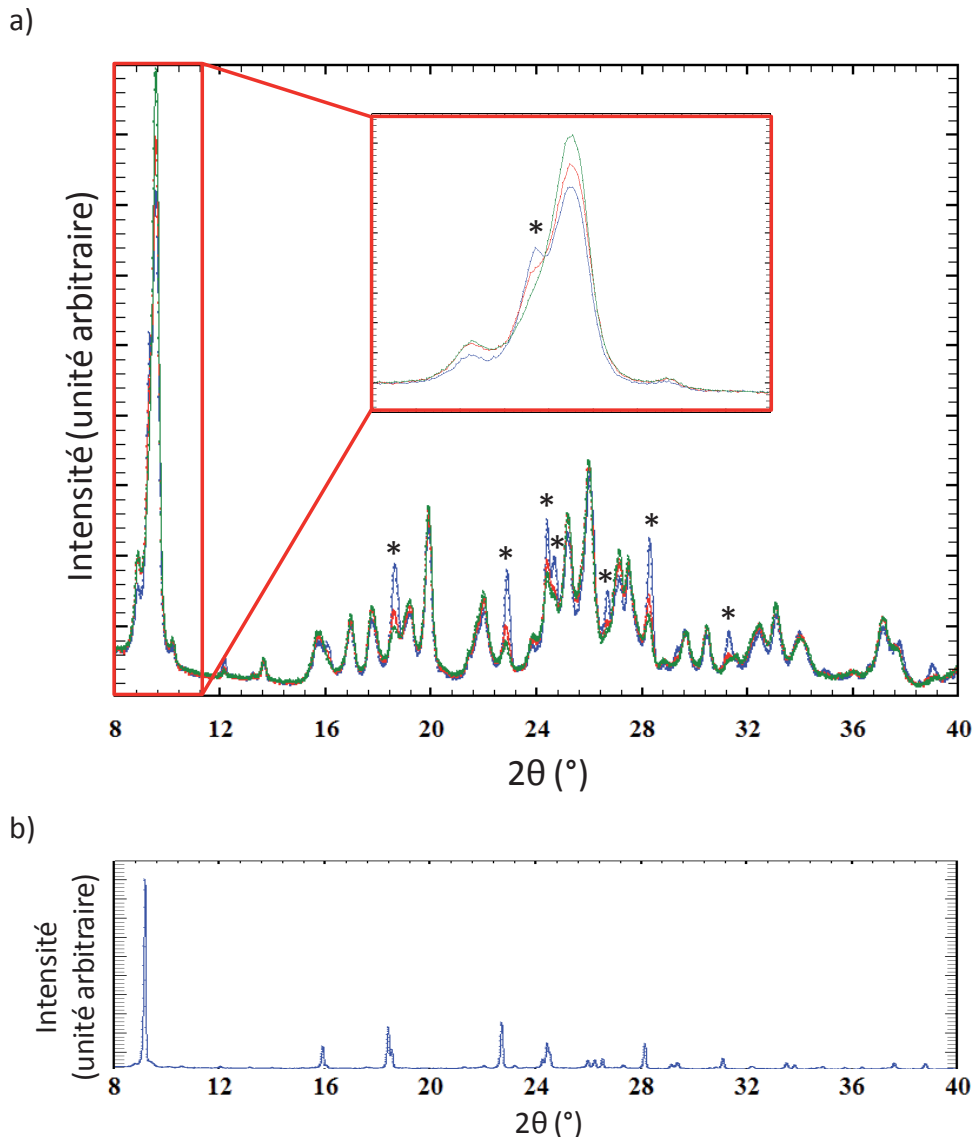 a)
Intensité (unité arbitraire)
*
* * * * * * *
8 12 16 20 24 28 32 36 40
2θ (°)
b)
Intensité
(unité arbitraire)
8 12 16 20 24 28 32 36 40
2θ (°)